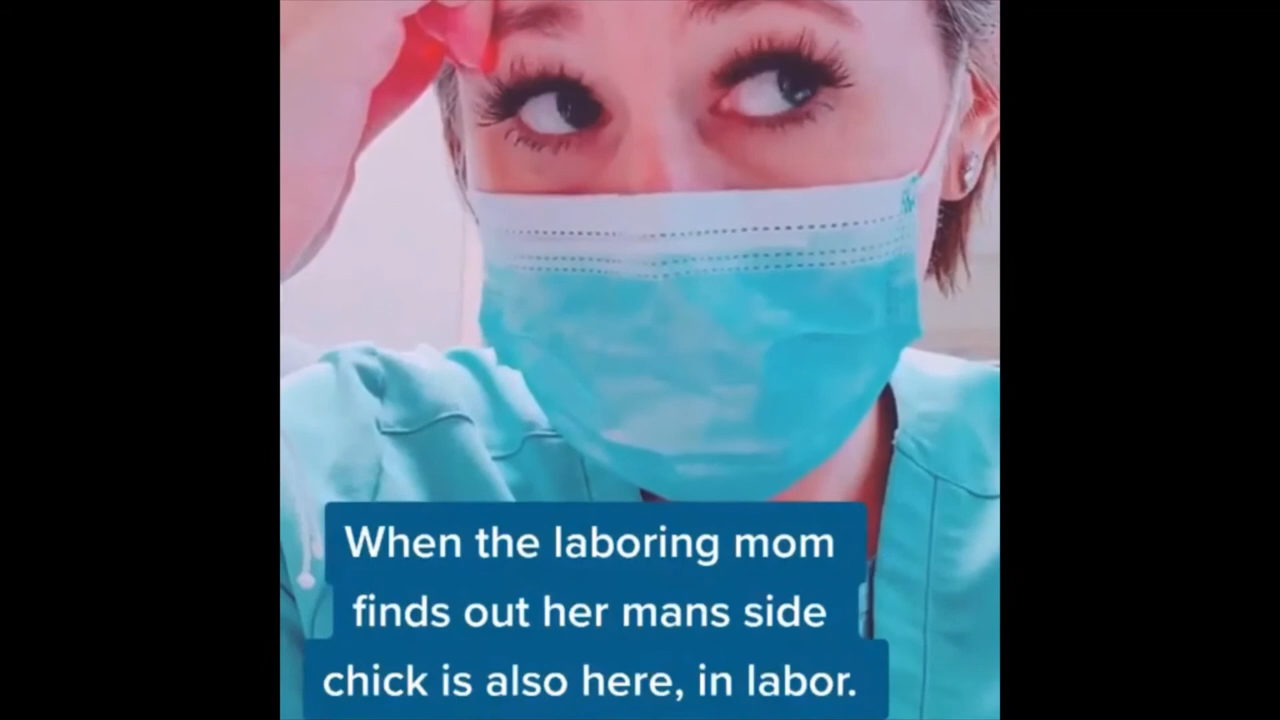 When the laboring mom
finds out her mans side
chick is also here, in labor.